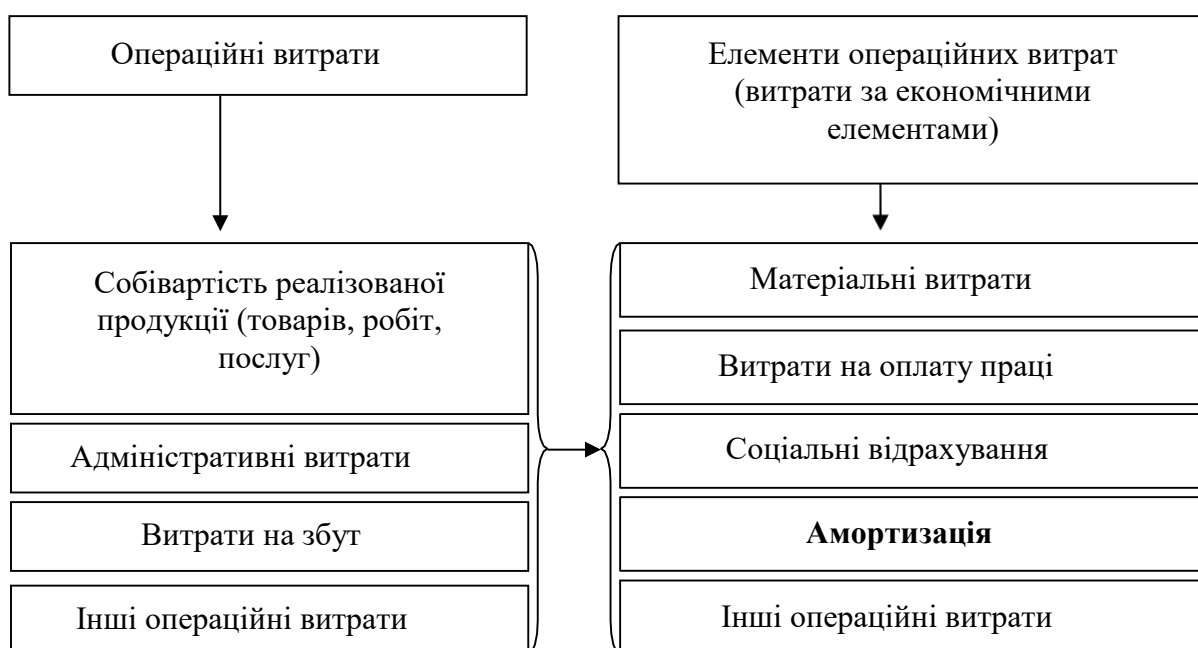 Операційні витрати
Елементи операційних витрат
(витрати за економічними
елементами)
Собівартість реалізованої
продукції (товарів, робіт,
послуг)
Адміністративні витрати
Витрати на збут
Інші операційні витрати
Матеріальні витрати
Витрати на оплату праці
Соціальні відрахування
Амортизація
Інші операційні витрати